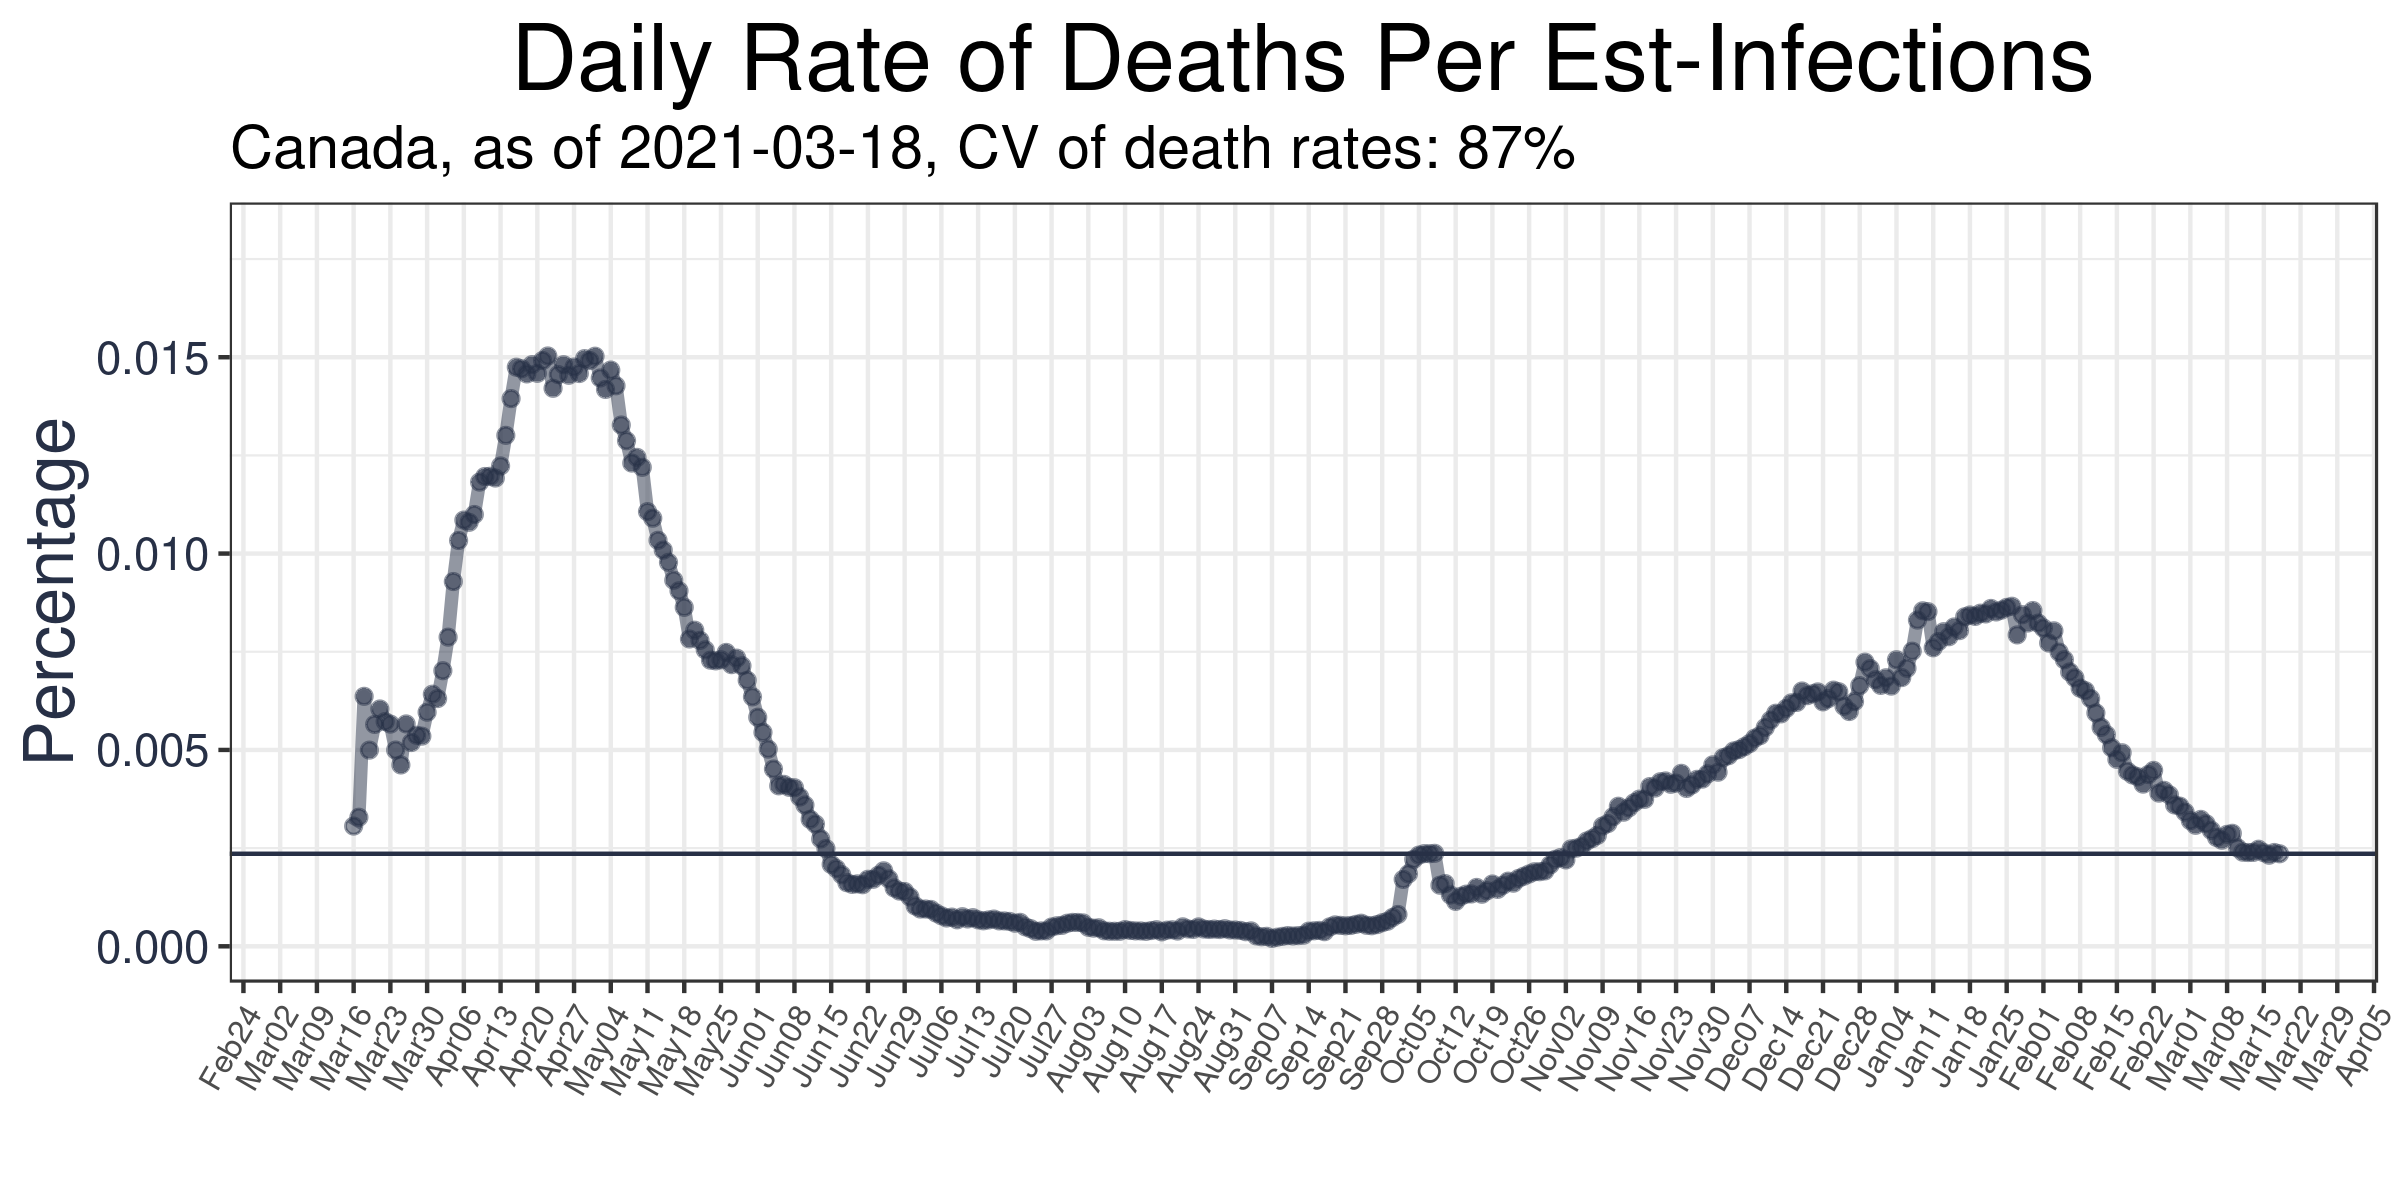 Daily Rate of Deaths Per Est-Infections
Canada, as of 2021-03-18, CV of death rates: 87%
Percentage
0.015
0.010
0.005
0.000
Feb24
Mar02
Mar09
Mar16
Mar23
Mar30
Apr06
Apr13
Apr20
Apr27
May04
May11
May18
May25
Jun01
Jun08
Jun15
Jun22
Jun29
Jul06
Jul13
Jul20
Jul27
Aug03
Aug10
Aug17
Aug24
Aug31
Sep07
Sep14
Sep21
Sep28
Oct05
Oct12
Oct19
Oct26
Nov02
Nov09
Nov16
Nov23
Nov30
Dec07
Dec14
Dec21
Dec28
Jan04
Jan11
Jan18
Jan25
Feb01
Feb08
Feb15
Feb22
Mar01
Mar08
Mar15
Mar22
Mar29
Apr05